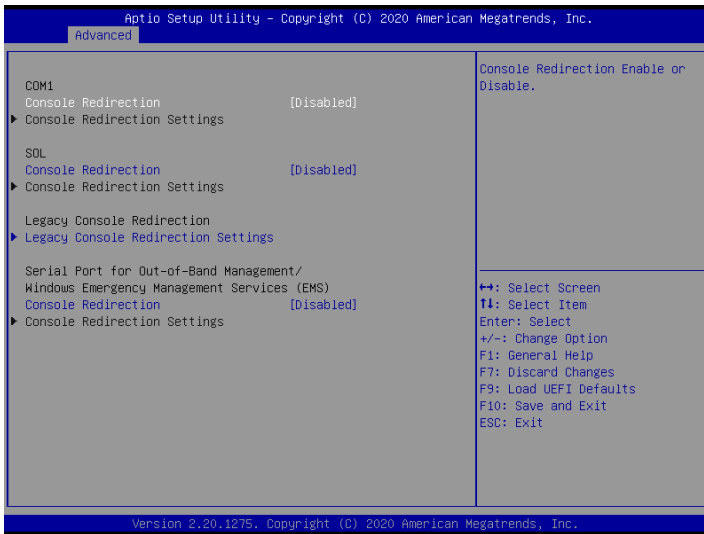 Aptio Setup Utility – Copyright (C) 2020 American Megatrends, Inc.
Advanced
COM1
Console Redirection [Disabled]
▶ Console Redirection Settings
SOL
Console Redirection [Disabled]
▶ Console Redirection Settings
Legacy Console Redirection
▶ Legacy Console Redirection Settings
Serial Port for Out-of-Band Management/
Windows Emergency Management Services (EMS)
Console Redirection [Disabled]
▶ Console Redirection Settings
Console Redirection Enable or
Disable.
↔: Select Screen
↑↓: Select Item
Enter: Select
+/-: Change Option
F1: General Help
F7: Discard Changes
F9: Load UEFI Defaults
F10: Save and Exit
ESC: Exit
Version 2.20.1275. Copyright (C) 2020 American Megatrends, Inc.